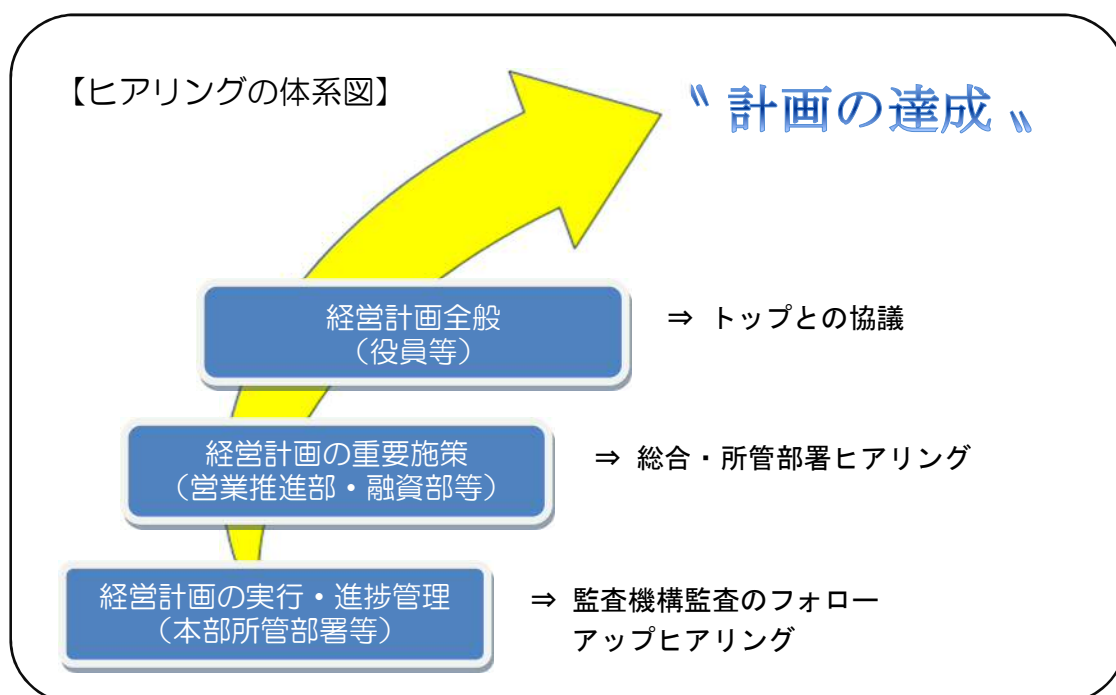 【ヒアリングの体系図】
〝計画の達成〟
経営計画全般
（役員等）
⇒ トップとの協議
経営計画の重要施策
（営業推進部・融資部等）
⇒ 総合・所管部署ヒアリング
経営計画の実行・進捗管理
（本部所管部署等）
⇒ 監査機構監査のフォロー
アップヒアリング